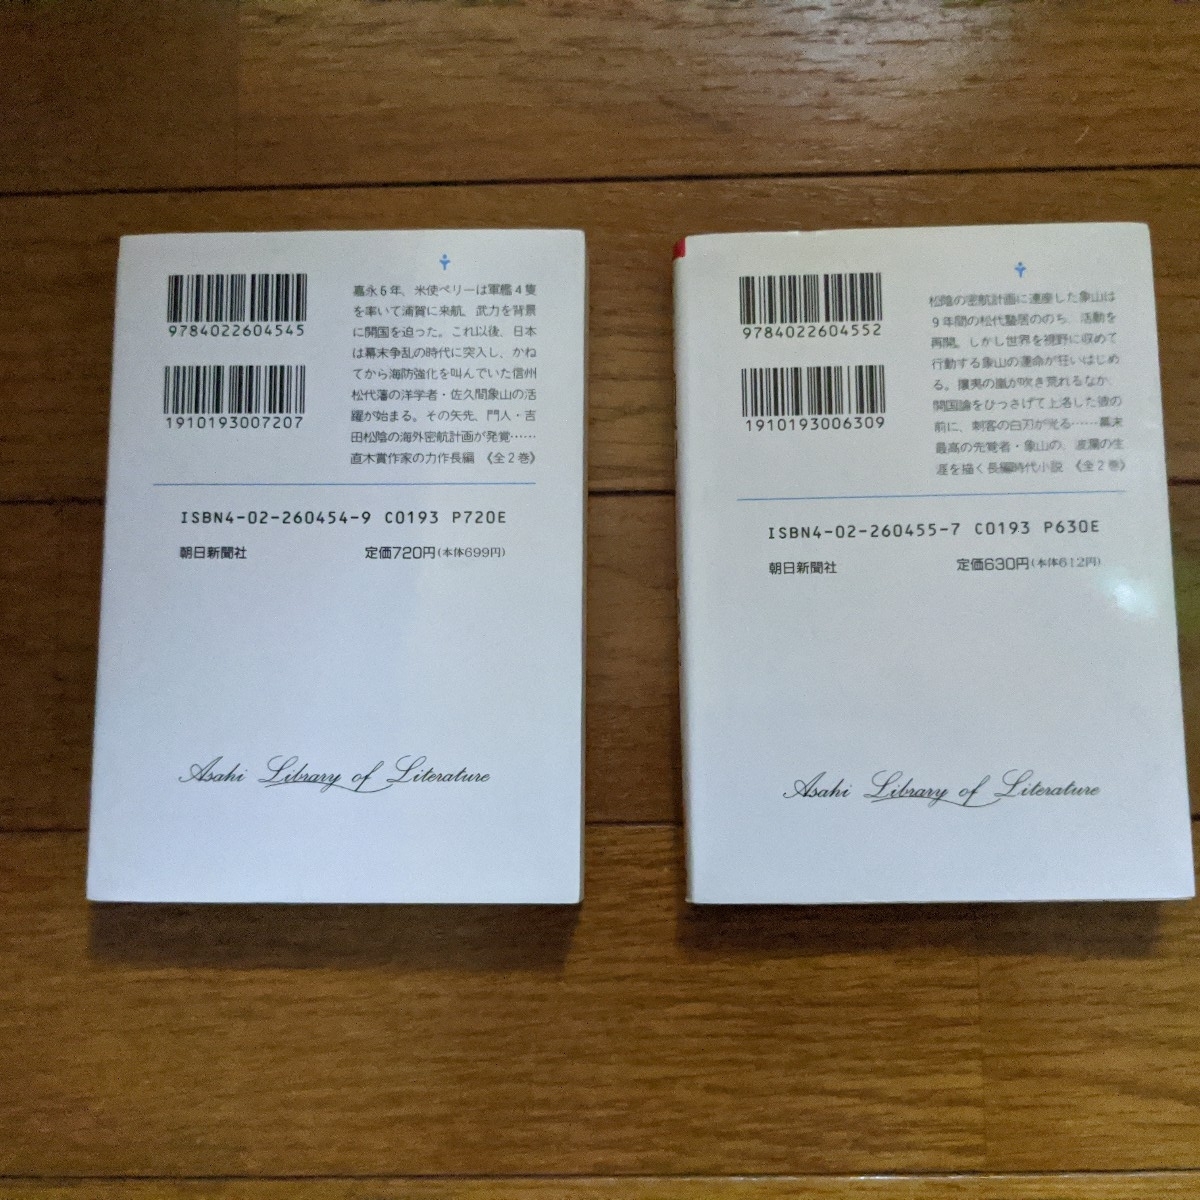 9784022604545
1910193007207
嘉永6年、米使ペリーは軍艦4隻
を率いて浦賀に来航、武力を背景
に開国を迫った。これ以後、日本
は幕末争乱の時代に突入し、かね
てから海防強化を叫んでいた信州
松代藩の洋学者・佐久間象山の活
躍が始まる。その矢先、門人・吉
田松陰の海外密航計画が発覚……
直木賞作家の力作長編 《全2巻》
ISBN4-02-260454-9 C0193 P720E
朝日新聞社 定価720円(本体699円)
Asahi Library of Literature
9784022604552
1910193006309
松陰の密航計画に連座した象山は
9年間の松代蟄居ののち、活動を
再開。しかし世界を視野に収めて
行動する象山の運命が狂いはじめ
る。攘夷の嵐が吹き荒れるなか、
開国論をひっさげて上洛した彼の
前に、刺客の白刃が光る……幕末
最高の先覚者・象山の、波瀾の生
涯を描く長編時代小説 《全2巻》
ISBN4-02-260455-7 C0193 P630E
朝日新聞社 定価630円(本体612円)
Asahi Library of Literature